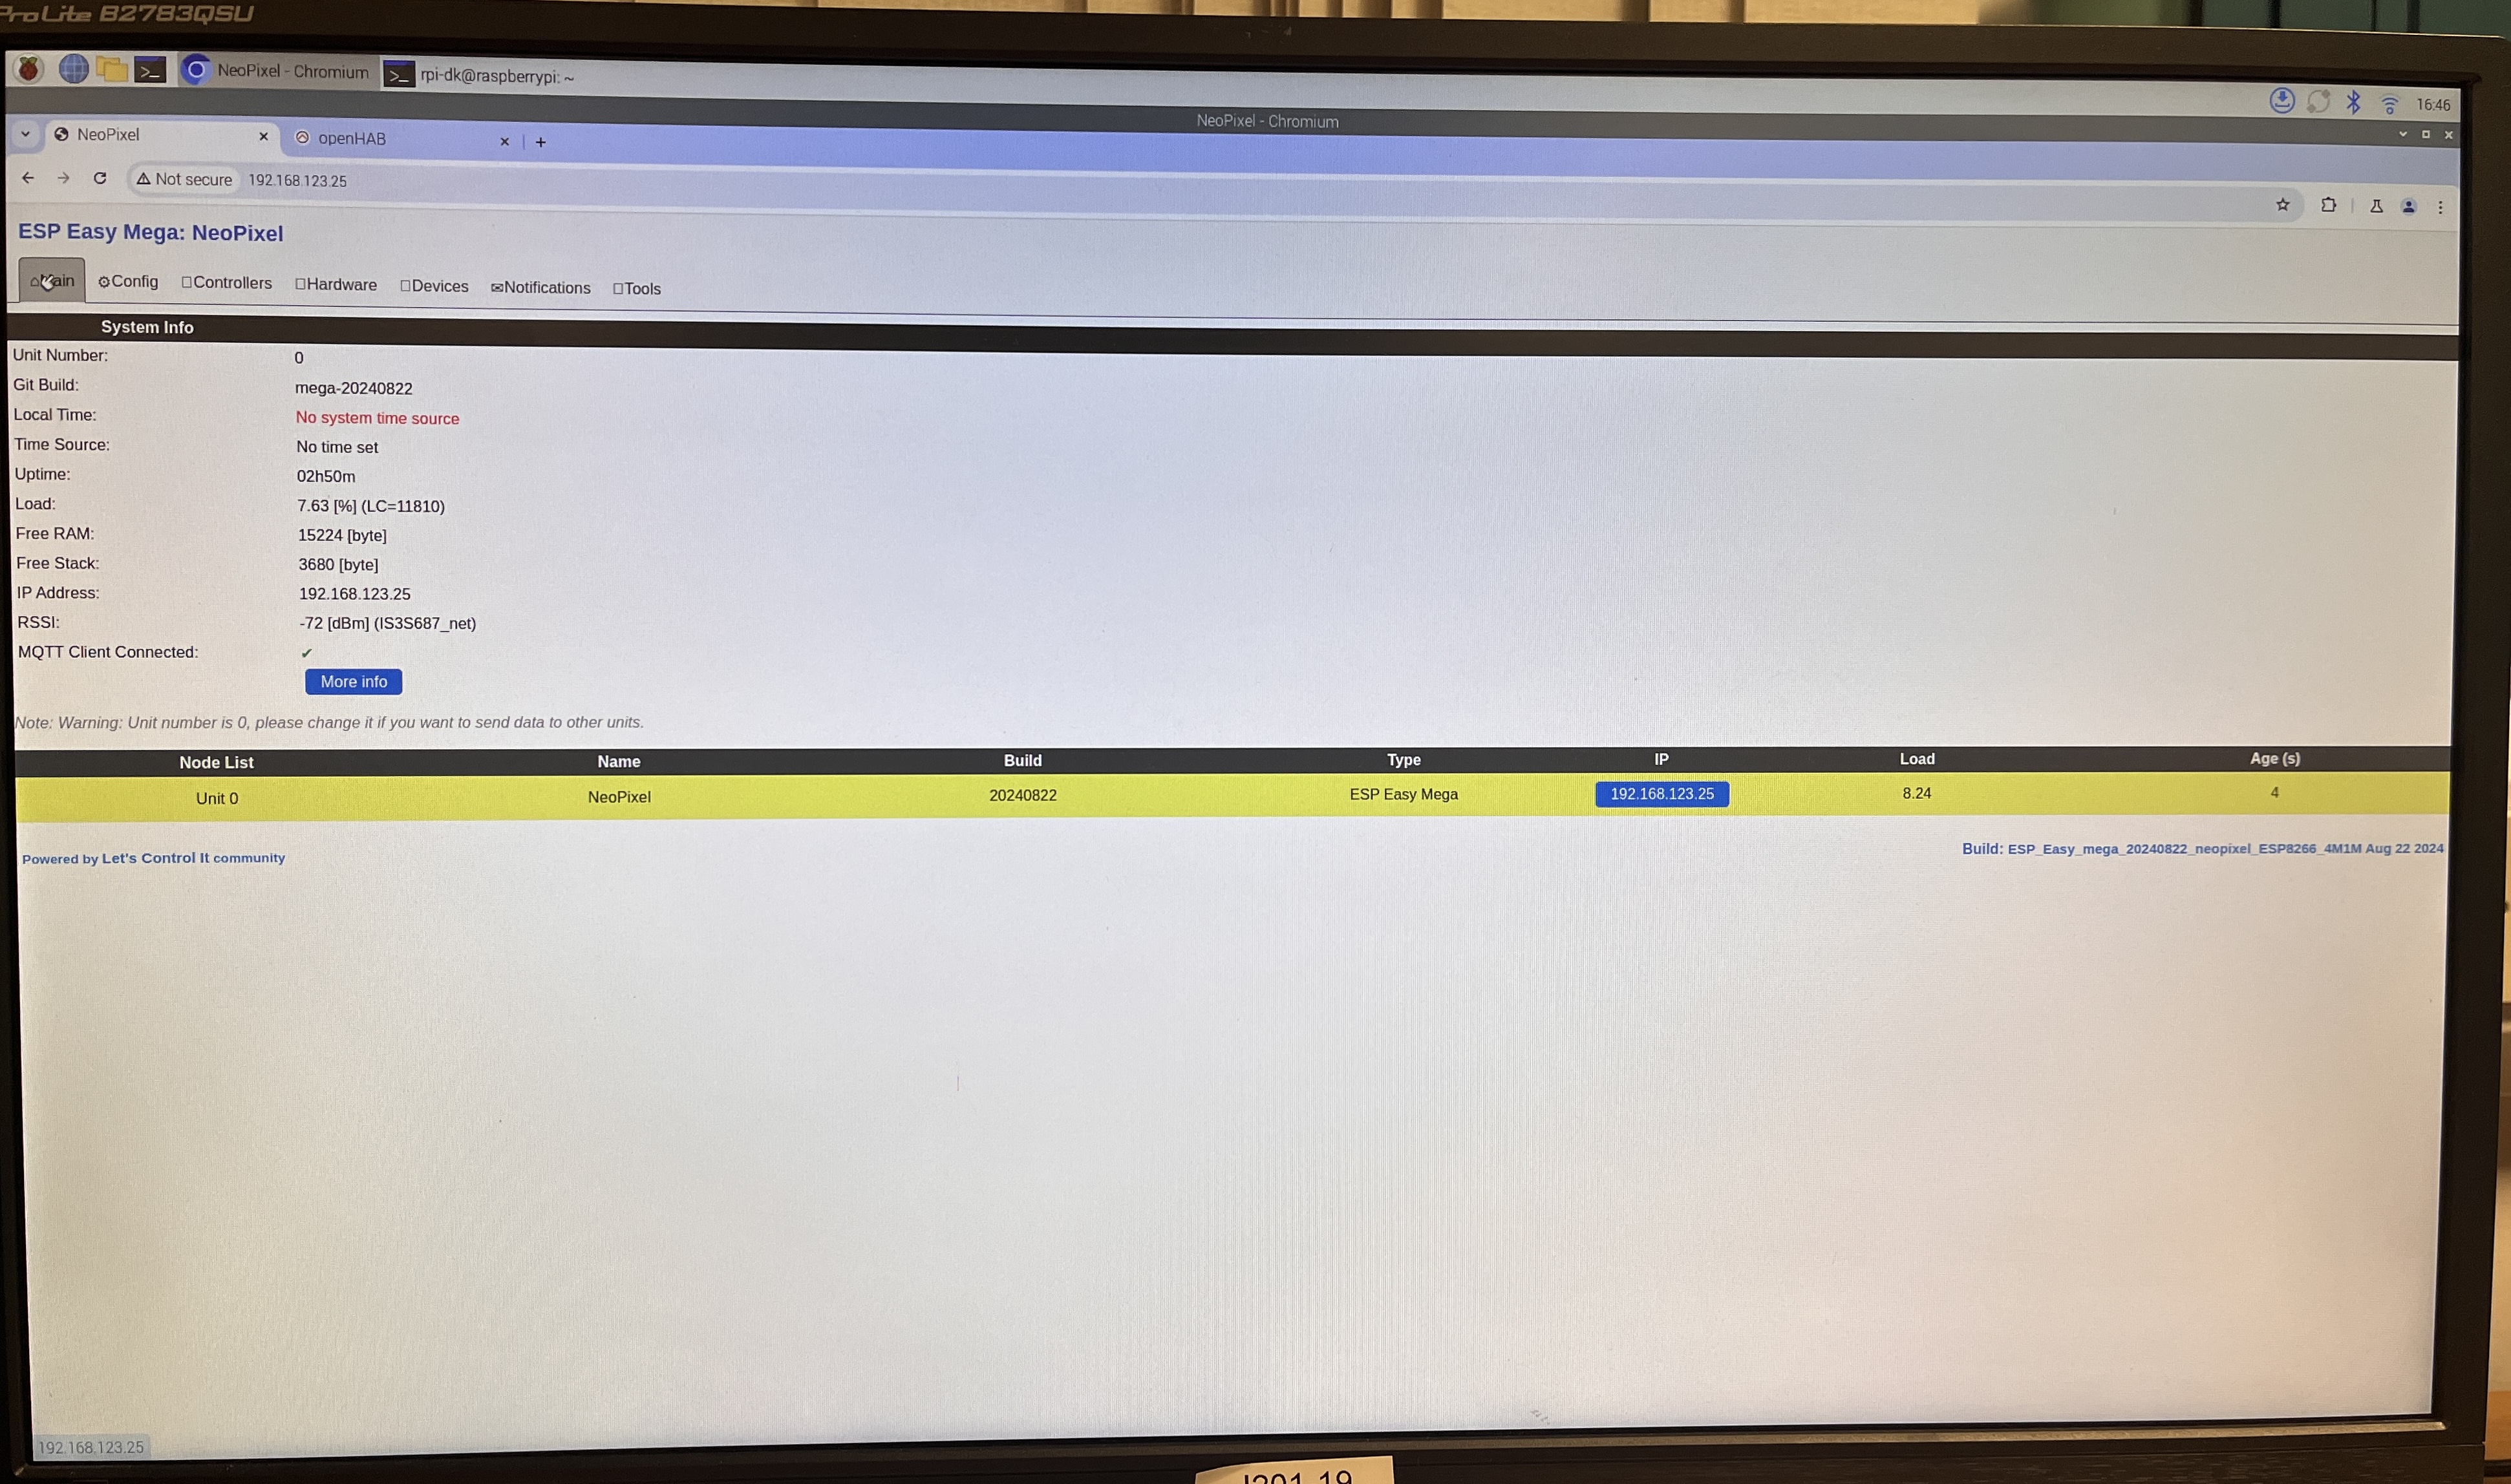 ProLite B2783QSU
NeoPixel - Chromium
rpi-dk@raspberrypi: ~
16:46
NeoPixel - Chromium
NeoPixel
openHAB
Not secure
192.168.123.25
ESP Easy Mega: NeoPixel
Main
Config
Controllers
Hardware
Devices
Notifications
Tools
System Info
Unit Number: 0
Git Build: mega-20240822
Local Time: No system time source
Time Source: No time set
Uptime: 02h50m
Load: 7.63 [%] (LC=11810)
Free RAM: 15224 [byte]
Free Stack: 3680 [byte]
IP Address: 192.168.123.25
RSSI: -72 [dBm] (IS3S687_net)
MQTT Client Connected: ✔
More info
Note: Warning: Unit number is 0, please change it if you want to send data to other units.
Node List Name Build Type IP Load Age (s)
Unit 0 NeoPixel 20240822 ESP Easy Mega 192.168.123.25 8.24 4
Powered by Let's Control It community
Build: ESP_Easy_mega_20240822_neopixel_ESP8266_4M1M Aug 22 2024
192.168.123.25